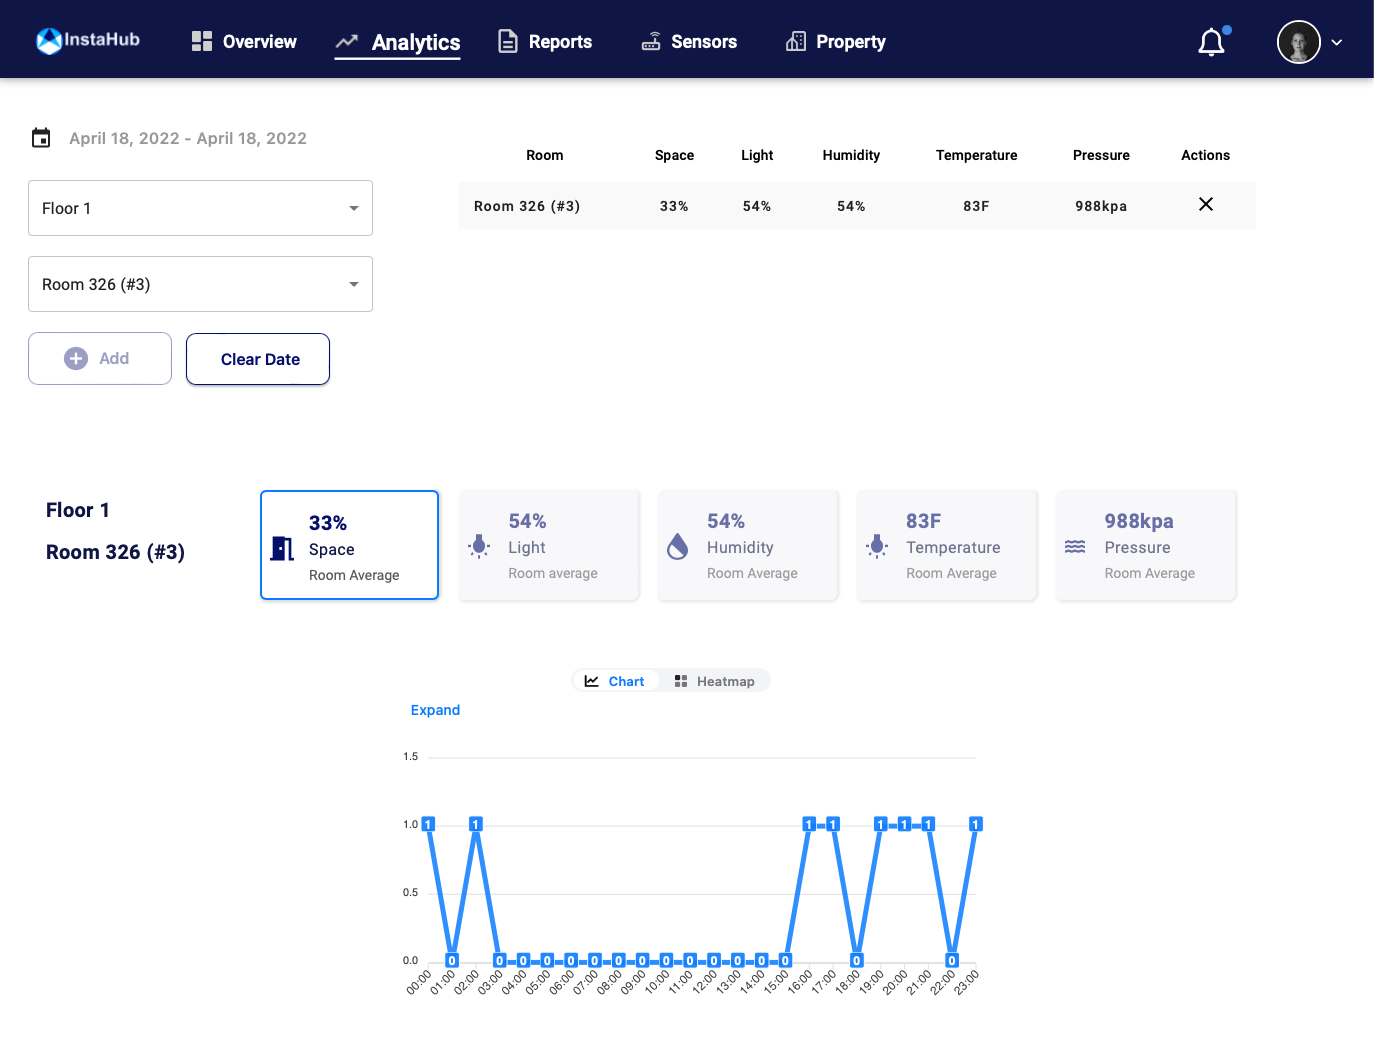 InstaHub Overview Analytics Reports Sensors Property
April 18, 2022 - April 18, 2022
Room Space Light Humidity Temperature Pressure Actions
Floor 1
Room 326 (#3) 33% 54% 54% 83F 988kpa
Room 326 (#3)
Add Clear Date
Floor 1
Room 326 (#3)
33%
Space
Room Average
54%
Light
Room average
54%
Humidity
Room Average
83F
Temperature
Room Average
988kpa
Pressure
Room Average
Chart Heatmap
Expand
1.5
1.0 1 1 1 1 1 1 1 1
0.5
0.0 0 0 0 0 0 0 0 0 0 0 0 0 0 0 0 0
00:00 01:00 02:00 03:00 04:00 05:00 06:00 07:00 08:00 09:00 10:00 11:00 12:00 13:00 14:00 15:00 16:00 17:00 18:00 19:00 20:00 21:00 22:00 23:00